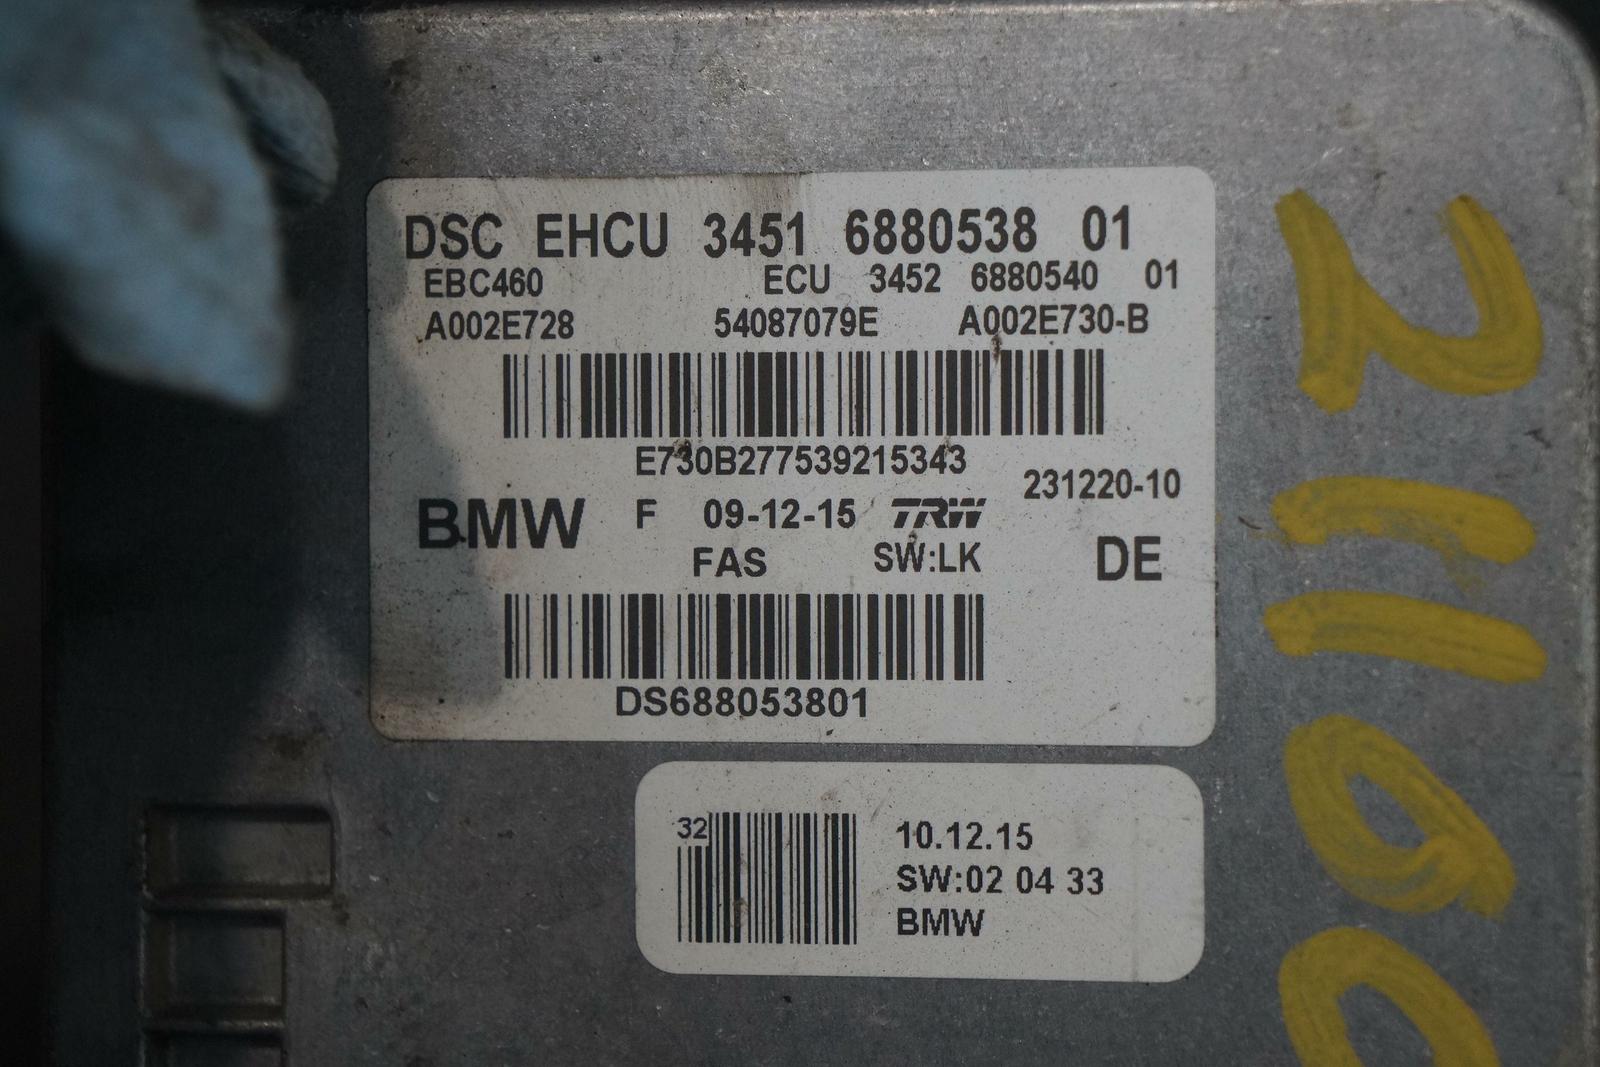 DSC EHCU 3451 6880538 01
EBC460 ECU 3452 6880540 01
A002E728 54087079E A002E730-B
E730B277539215343
231220-10
BMW F 09-12-15 TRW
FAS SW:LK DE
DS688053801
32
10.12.15
SW:02 04 33
BMW